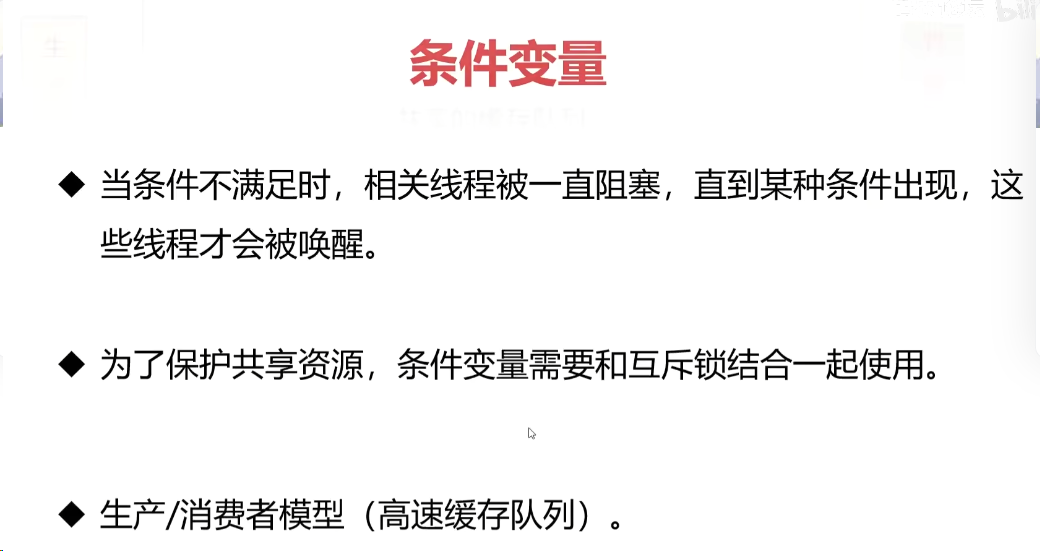 条件变量
◆ 当条件不满足时，相关线程被一直阻塞，直到某种条件出现，这
些线程才会被唤醒。
◆ 为了保护共享资源，条件变量需要和互斥锁结合一起使用。
◆ 生产/消费者模型（高速缓存队列）。